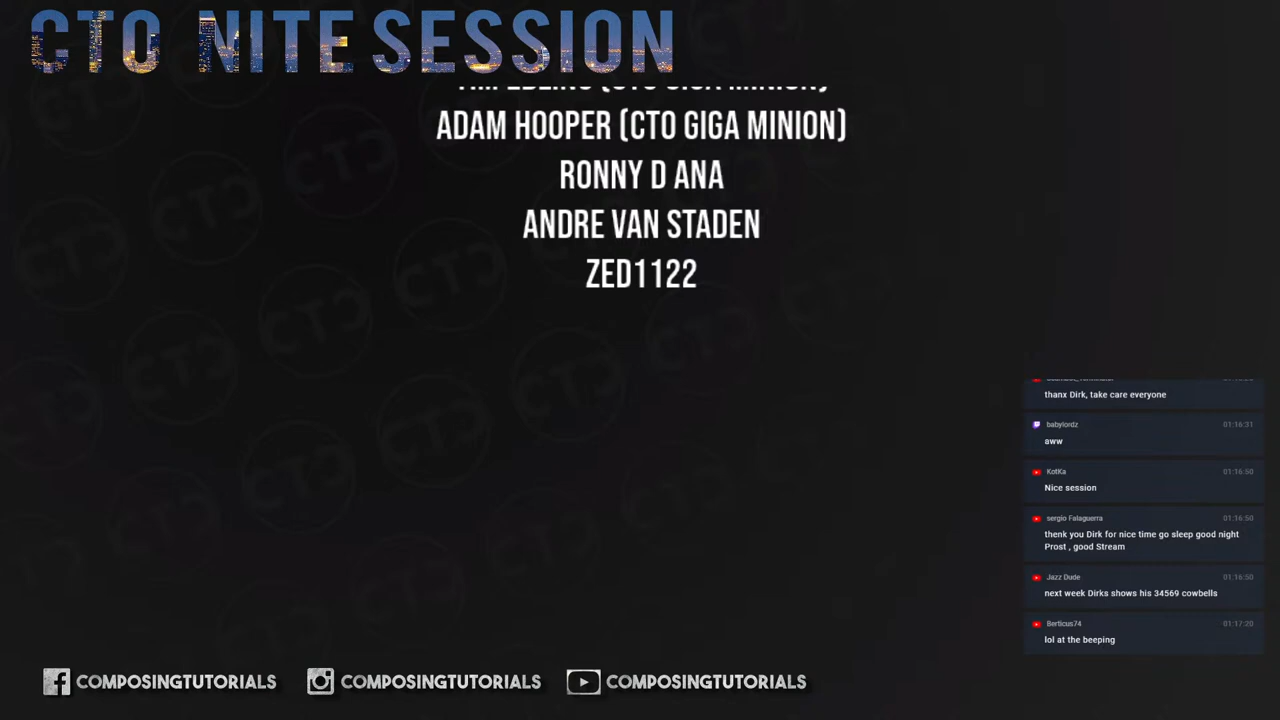 CTO NITE SESSION
(CTO GIGA MINION)
ADAM HOOPER (CTO GIGA MINION)
RONNY D ANA
ANDRE VAN STADEN
ZED1122
thanx Dirk, take care everyone
babylordz 01:16:31
aww
KotKa 01:16:50
Nice session
sergio Falaguerra 01:16:50
thenk you Dirk for nice time go sleep good night
Prost , good Stream
Jazz Dude 01:16:50
next week Dirks shows his 34569 cowbells
Berticus74 01:17:20
lol at the beeping
COMPOSINGTUTORIALS COMPOSINGTUTORIALS COMPOSINGTUTORIALS